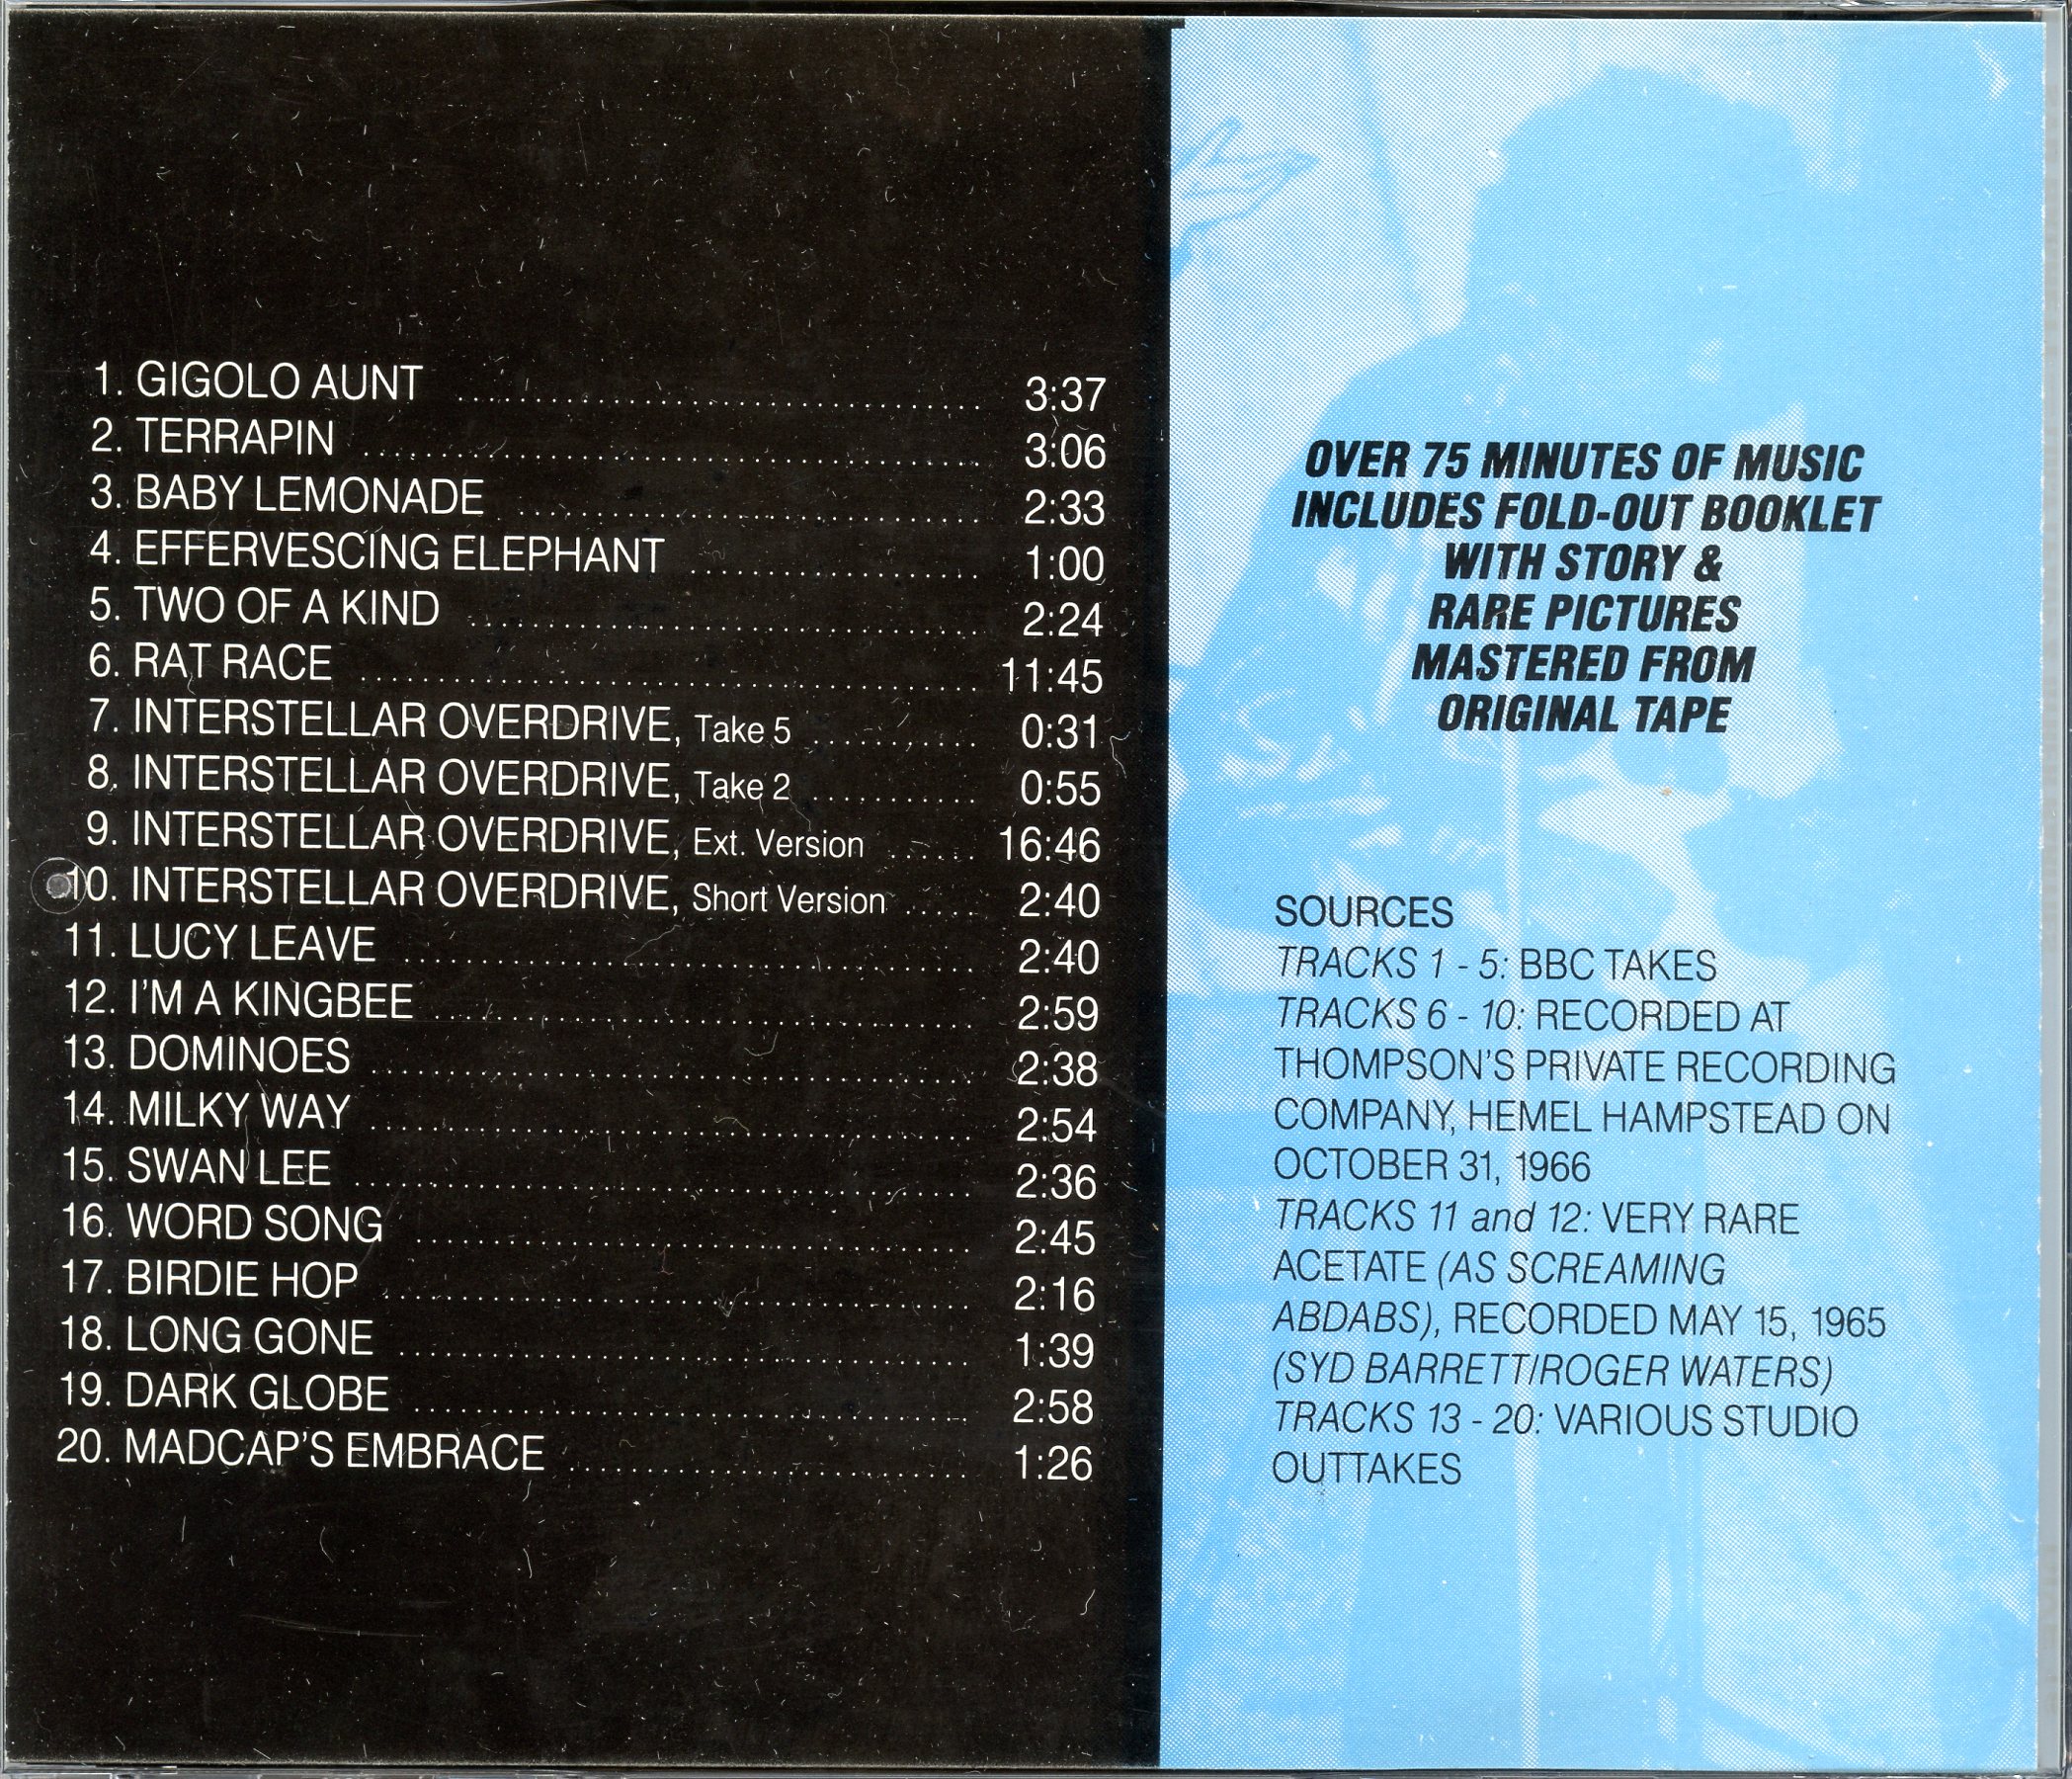 1. GIGOLO AUNT ........ 3:37
2. TERRAPIN ........ 3:06
3. BABY LEMONADE ........ 2:33
4. EFFERVESCING ELEPHANT ........ 1:00
5. TWO OF A KIND ........ 2:24
6. RAT RACE ........ 11:45
7. INTERSTELLAR OVERDRIVE, Take 5 ........ 0:31
8. INTERSTELLAR OVERDRIVE, Take 2 ........ 0:55
9. INTERSTELLAR OVERDRIVE, Ext. Version ...... 16:46
10. INTERSTELLAR OVERDRIVE, Short Version ..... 2:40
11. LUCY LEAVE ........ 2:40
12. I'M A KINGBEE ........ 2:59
13. DOMINOES ........ 2:38
14. MILKY WAY ........ 2:54
15. SWAN LEE ........ 2:36
16. WORD SONG ........ 2:45
17. BIRDIE HOP ........ 2:16
18. LONG GONE ........ 1:39
19. DARK GLOBE ........ 2:58
20. MADCAP'S EMBRACE ........ 1:26
OVER 75 MINUTES OF MUSIC
INCLUDES FOLD-OUT BOOKLET
WITH STORY &
RARE PICTURES
MASTERED FROM
ORIGINAL TAPE
SOURCES
TRACKS 1 - 5: BBC TAKES
TRACKS 6 - 10: RECORDED AT
THOMPSON'S PRIVATE RECORDING
COMPANY, HEMEL HAMPSTEAD ON
OCTOBER 31, 1966
TRACKS 11 and 12: VERY RARE
ACETATE (AS SCREAMING
ABDABS), RECORDED MAY 15, 1965
(SYD BARRETT/ROGER WATERS)
TRACKS 13 - 20: VARIOUS STUDIO
OUTTAKES